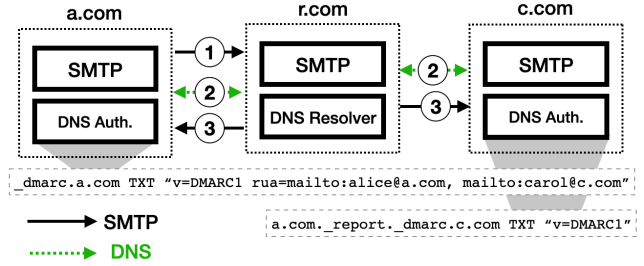 a.com r.com c.com
1
SMTP SMTP 2 SMTP
2
DNS Auth. 3 DNS Resolver 3 DNS Auth.
_dmarc.a.com TXT “v=DMARC1 rua=mailto:alice@a.com, mailto:carol@c.com”
SMTP
a.com._report._dmarc.c.com TXT “v=DMARC1”
DNS